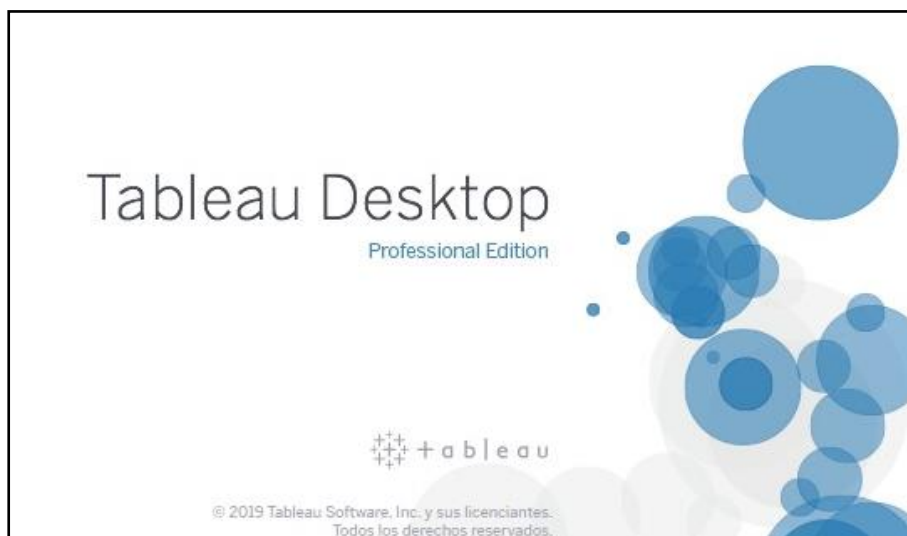 Tableau Desktop
Professional Edition
+ a b l e a u
© 2019 Tableau Software, Inc. y sus licenciantes.
Todos los derechos reservados.